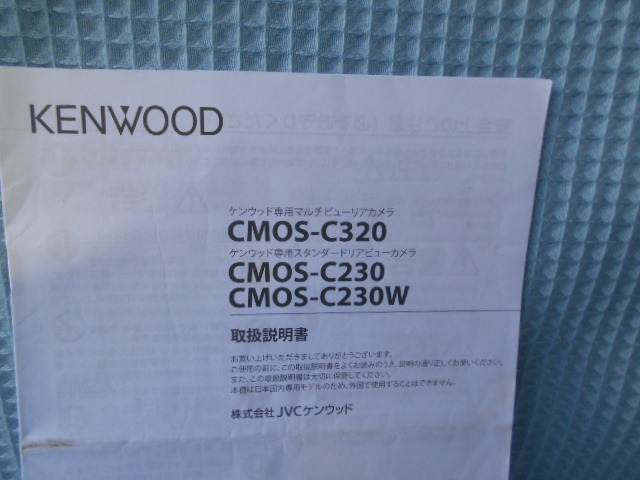 KENWOOD
ケンウッド専用マルチビューリアカメラ
CMOS-C320
ケンウッド専用スタンダードリアビューカメラ
CMOS-C230
CMOS-C230W
取扱説明書
お買い上げいただきましてありがとうございます。
ご使用の前に、この取扱説明書をよくお読みのうえ、説明の通り正しくお使いください。
また、この取扱説明書は大切に保管してください。
本機は日本国内専用モデルのため、外国で使用することはできません。
株式会社 JVCケンウッド